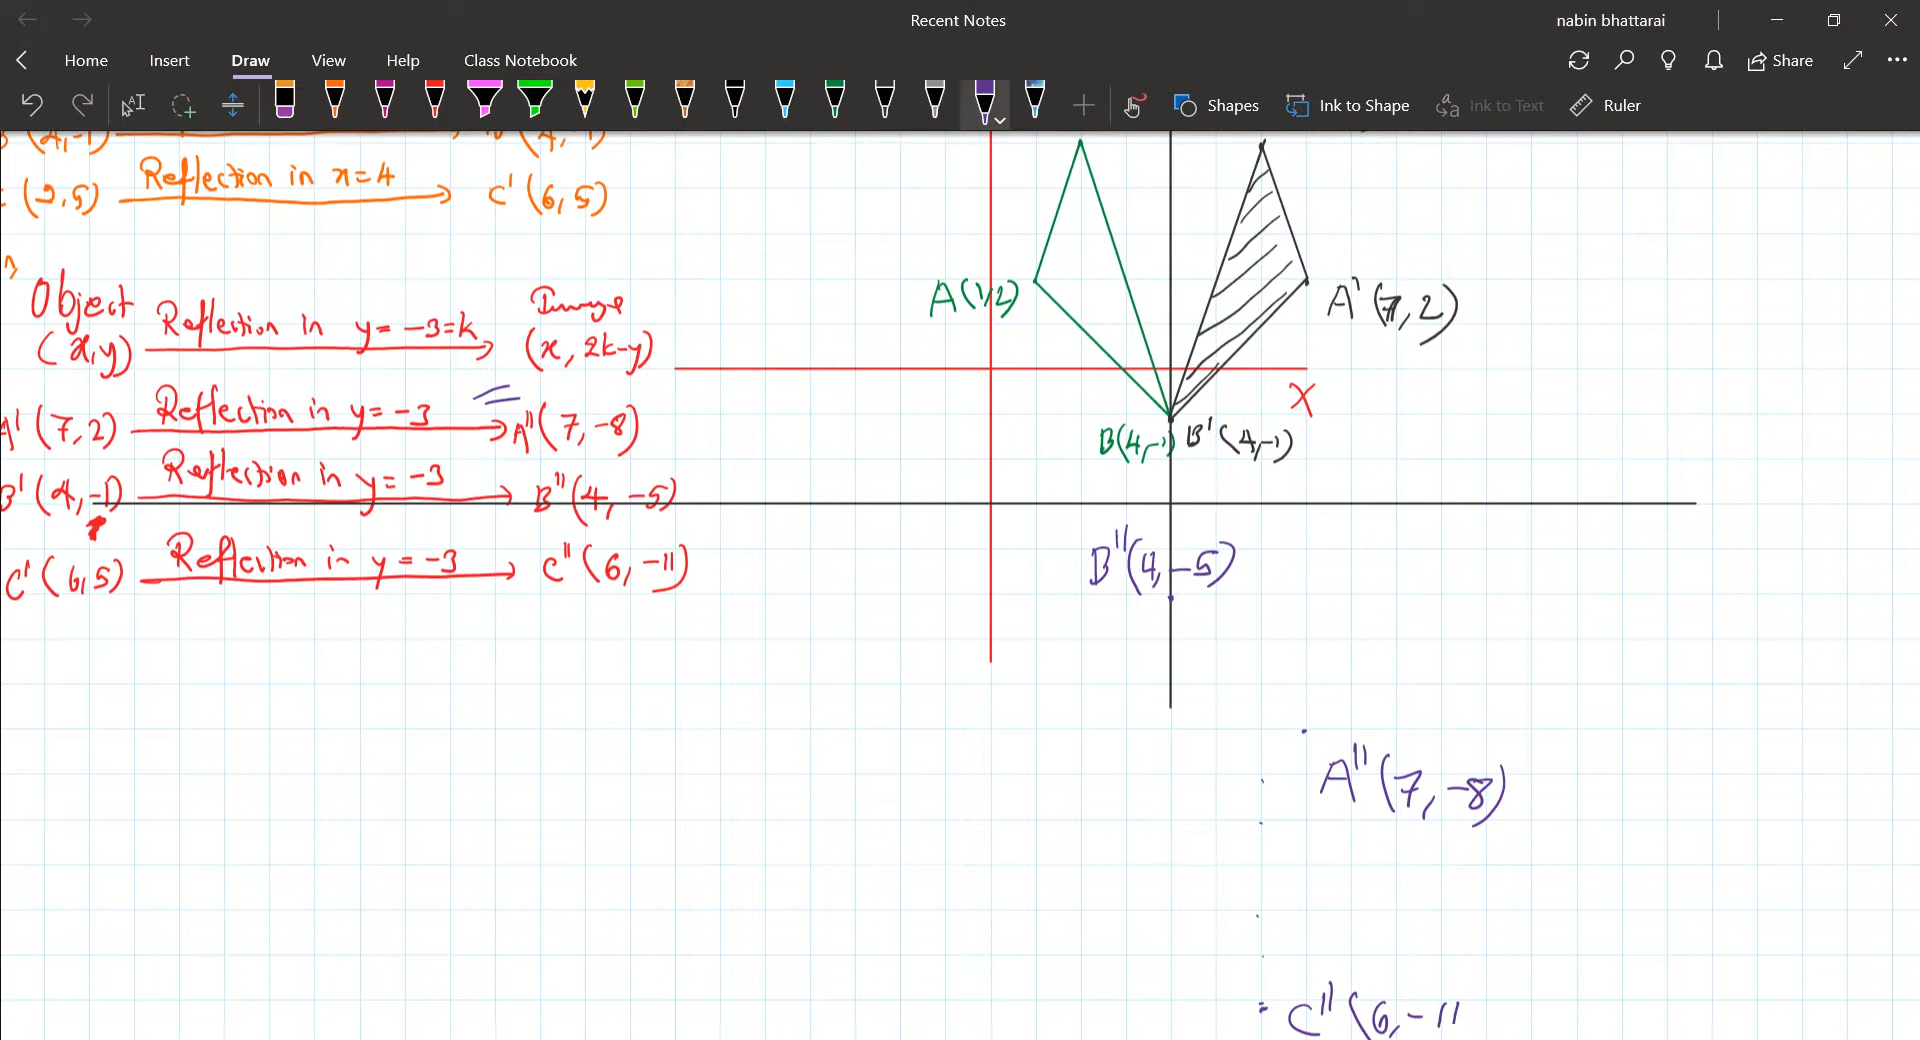 Recent Notes
nabin bhattarai
Home Insert Draw View Help Class Notebook
Share
Shapes Ink to Shape Ink to Text Ruler
(4,-1)
(2,5) Reflection in x=4 C' (6, 5)
Object Reflection in y= -3=k Image
(x,y) (x, 2k-y)
A' (7,2) Reflection in y= -3 A" (7, -8)
B' (4,-1) Reflection in y= -3 B" (4, -5)
C' (6,5) Reflection in y = -3 C" (6, -11)
A(1,2)
A' (7,2)
X
B(4,-1) B' (4,-1)
B" (4, -5)
A" (7, -8)
C" (6, -11